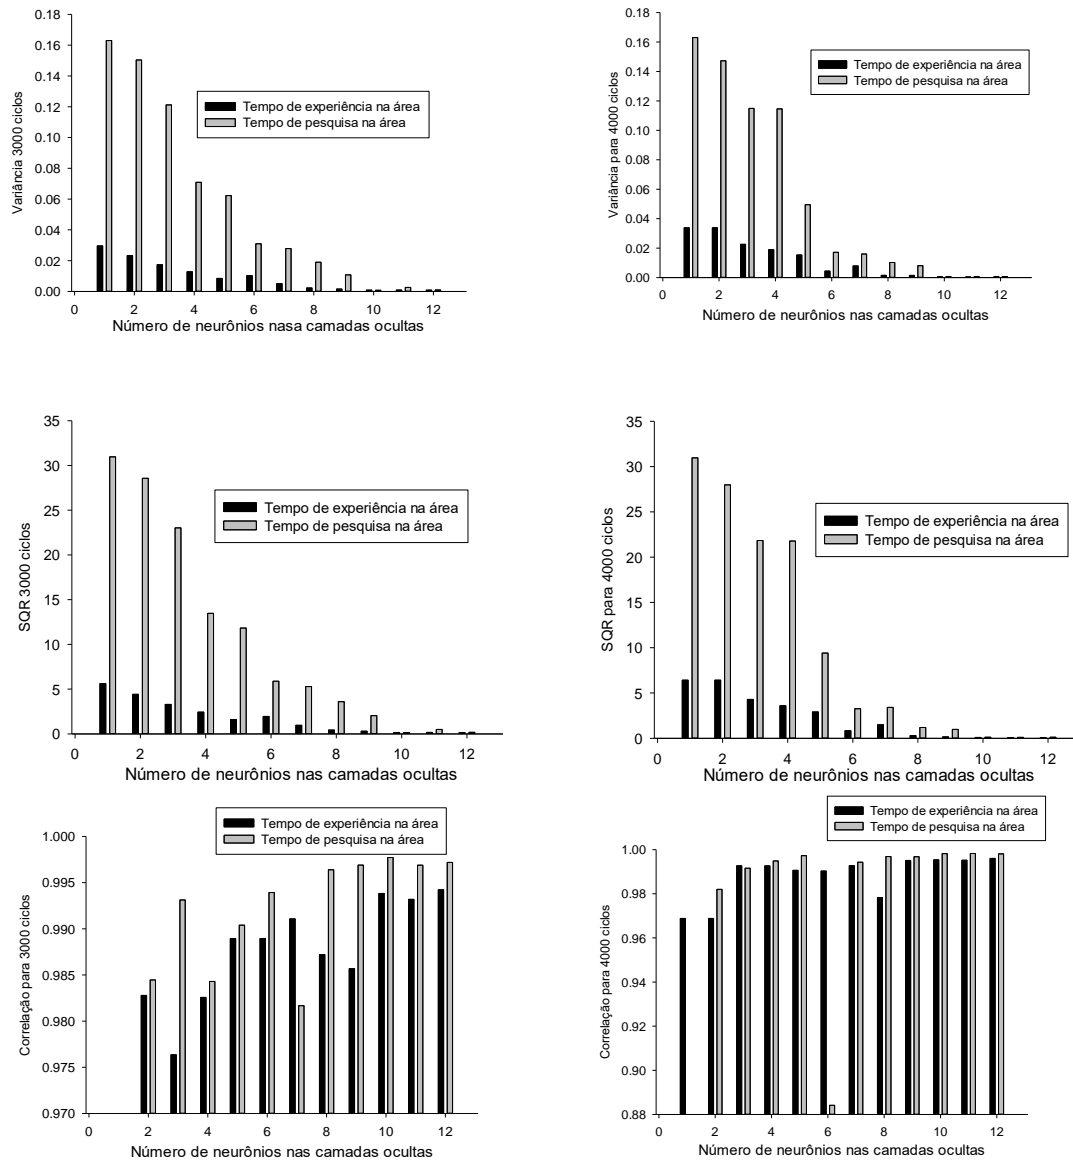 0.18
0.16
0.14
0.12
0.10
0.08
0.06
0.04
0.02
0.00
Variância 3000 ciclos
Tempo de experiência na área
Tempo de pesquisa na área
0 2 4 6 8 10 12
Número de neurônios nasa camadas ocultas
0.18
0.16
0.14
0.12
0.10
0.08
0.06
0.04
0.02
0.00
Variância para 4000 ciclos
Tempo de experiência na área
Tempo de pesquisa na área
0 2 4 6 8 10 12
Número de neurônios nas camadas ocultas
35
30
25
20
15
10
5
0
SQR 3000 ciclos
Tempo de experiência na área
Tempo de pesquisa na área
0 2 4 6 8 10 12
Número de neurônios nas camadas ocultas
35
30
25
20
15
10
5
0
SQR para 4000 ciclos
Tempo de experiência na área
Tempo de pesquisa na área
0 2 4 6 8 10 12
Número de neurônios nas camadas ocultas
Tempo de experiência na área
Tempo de pesquisa na área
1.000
0.995
0.990
0.985
0.980
0.975
0.970
Correlação para 3000 ciclos
0 2 4 6 8 10 12
Número de neurônios nas camadas ocultas
Tempo de experiência na área
Tempo de pesquisa na área
1.00
0.98
0.96
0.94
0.92
0.90
0.88
Correlação para 4000 ciclos
0 2 4 6 8 10 12
Número de neurônios nas camadas ocultas